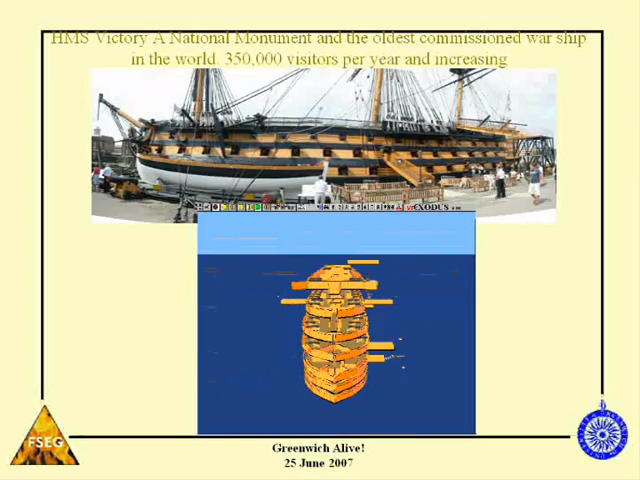 HMS Victory A National Monument and the oldest commissioned war ship
in the world. 350,000 visitors per year and increasing
EXODUS
FSEG
Greenwich Alive!
25 June 2007